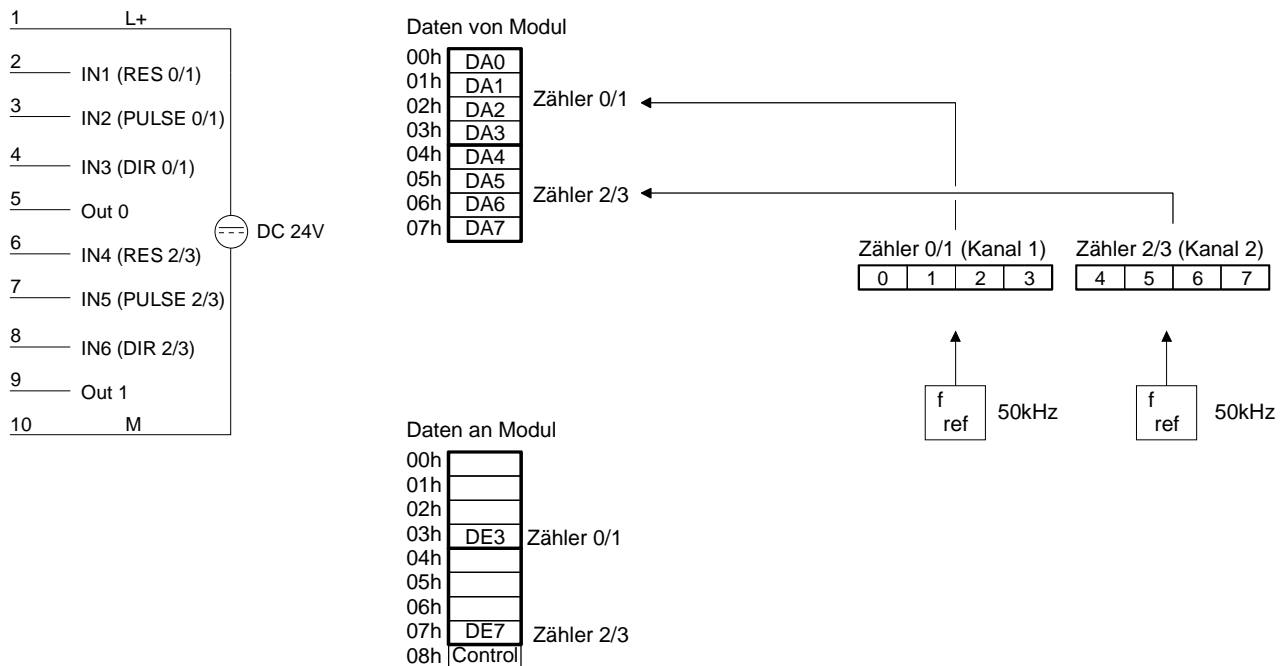 1 L+
2 IN1 (RES 0/1)
3 IN2 (PULSE 0/1)
4 IN3 (DIR 0/1)
5 Out 0
6 IN4 (RES 2/3)
7 IN5 (PULSE 2/3)
8 IN6 (DIR 2/3)
9 Out 1
10 M
DC 24V
Daten von Modul
00h DA0
01h DA1
02h DA2
03h DA3
Zähler 0/1
04h DA4
05h DA5
06h DA6
07h DA7
Zähler 2/3
Zähler 0/1 (Kanal 1)
0 1 2 3
Zähler 2/3 (Kanal 2)
4 5 6 7
f ref 50kHz
f ref 50kHz
Daten an Modul
00h
01h
02h
03h DE3 Zähler 0/1
04h
05h
06h
07h DE7 Zähler 2/3
08h Control